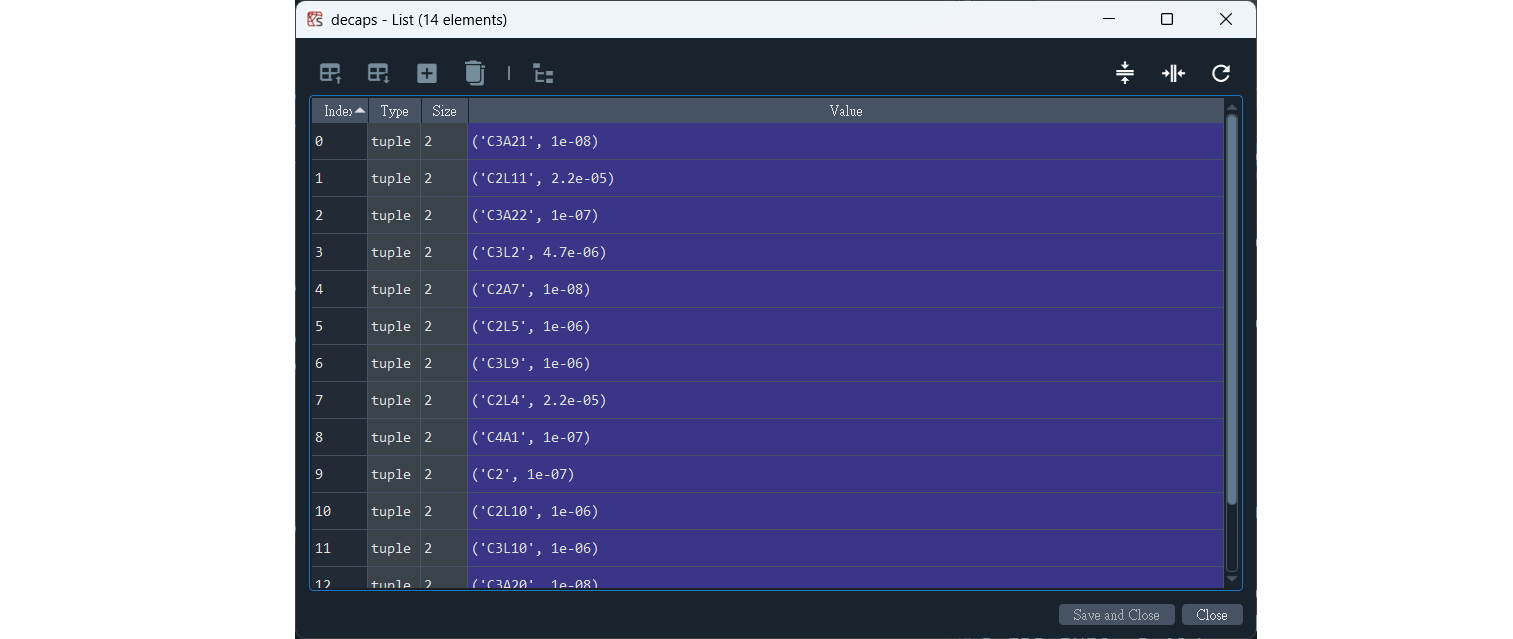 decaps - List (14 elements)
Index Type Size Value
0 tuple 2 ('C3A21', 1e-08)
1 tuple 2 ('C2L11', 2.2e-05)
2 tuple 2 ('C3A22', 1e-07)
3 tuple 2 ('C3L2', 4.7e-06)
4 tuple 2 ('C2A7', 1e-08)
5 tuple 2 ('C2L5', 1e-06)
6 tuple 2 ('C3L9', 1e-06)
7 tuple 2 ('C2L4', 2.2e-05)
8 tuple 2 ('C4A1', 1e-07)
9 tuple 2 ('C2', 1e-07)
10 tuple 2 ('C2L10', 1e-06)
11 tuple 2 ('C3L10', 1e-06)
12 tuple 2 ('C3A20', 1e-08)
Save and Close Close